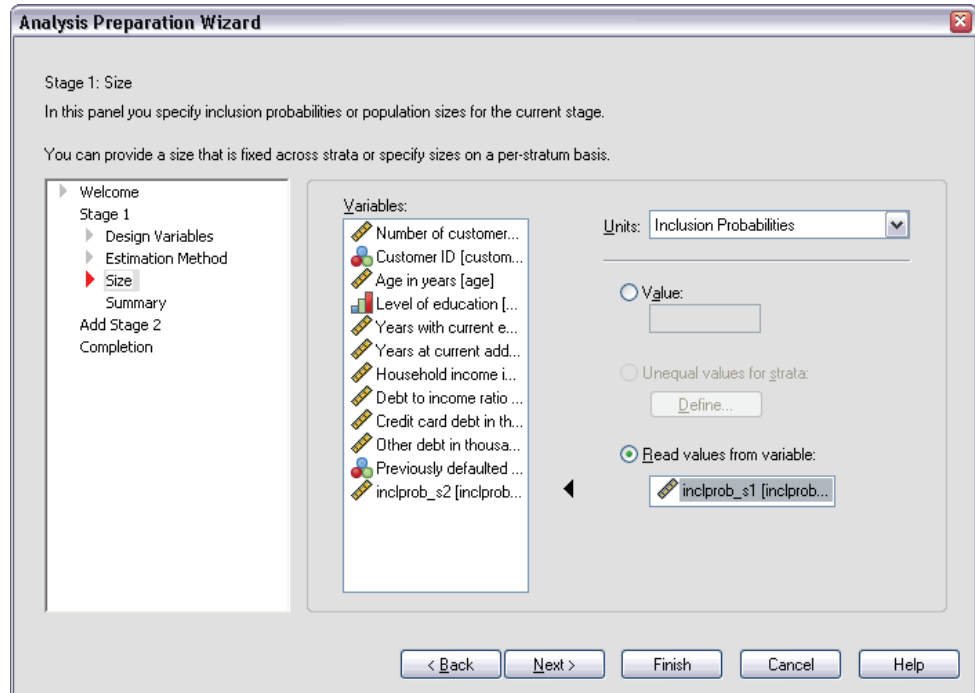 Analysis Preparation Wizard
Stage 1: Size
In this panel you specify inclusion probabilities or population sizes for the current stage.
You can provide a size that is fixed across strata or specify sizes on a per-stratum basis.
Welcome
Stage 1
Design Variables
Estimation Method
Size
Summary
Add Stage 2
Completion
Variables:
Number of customer...
Customer ID [custom...
Age in years [age]
Level of education [...
Years with current e...
Years at current add...
Household income i...
Debt to income ratio ...
Credit card debt in th...
Other debt in thousa...
Previously defaulted ...
inclprob_s2 [inclprob...
Units: Inclusion Probabilities
Value:
Unequal values for strata:
Define...
Read values from variable:
inclprob_s1 [inclprob...
< Back
Next >
Finish
Cancel
Help